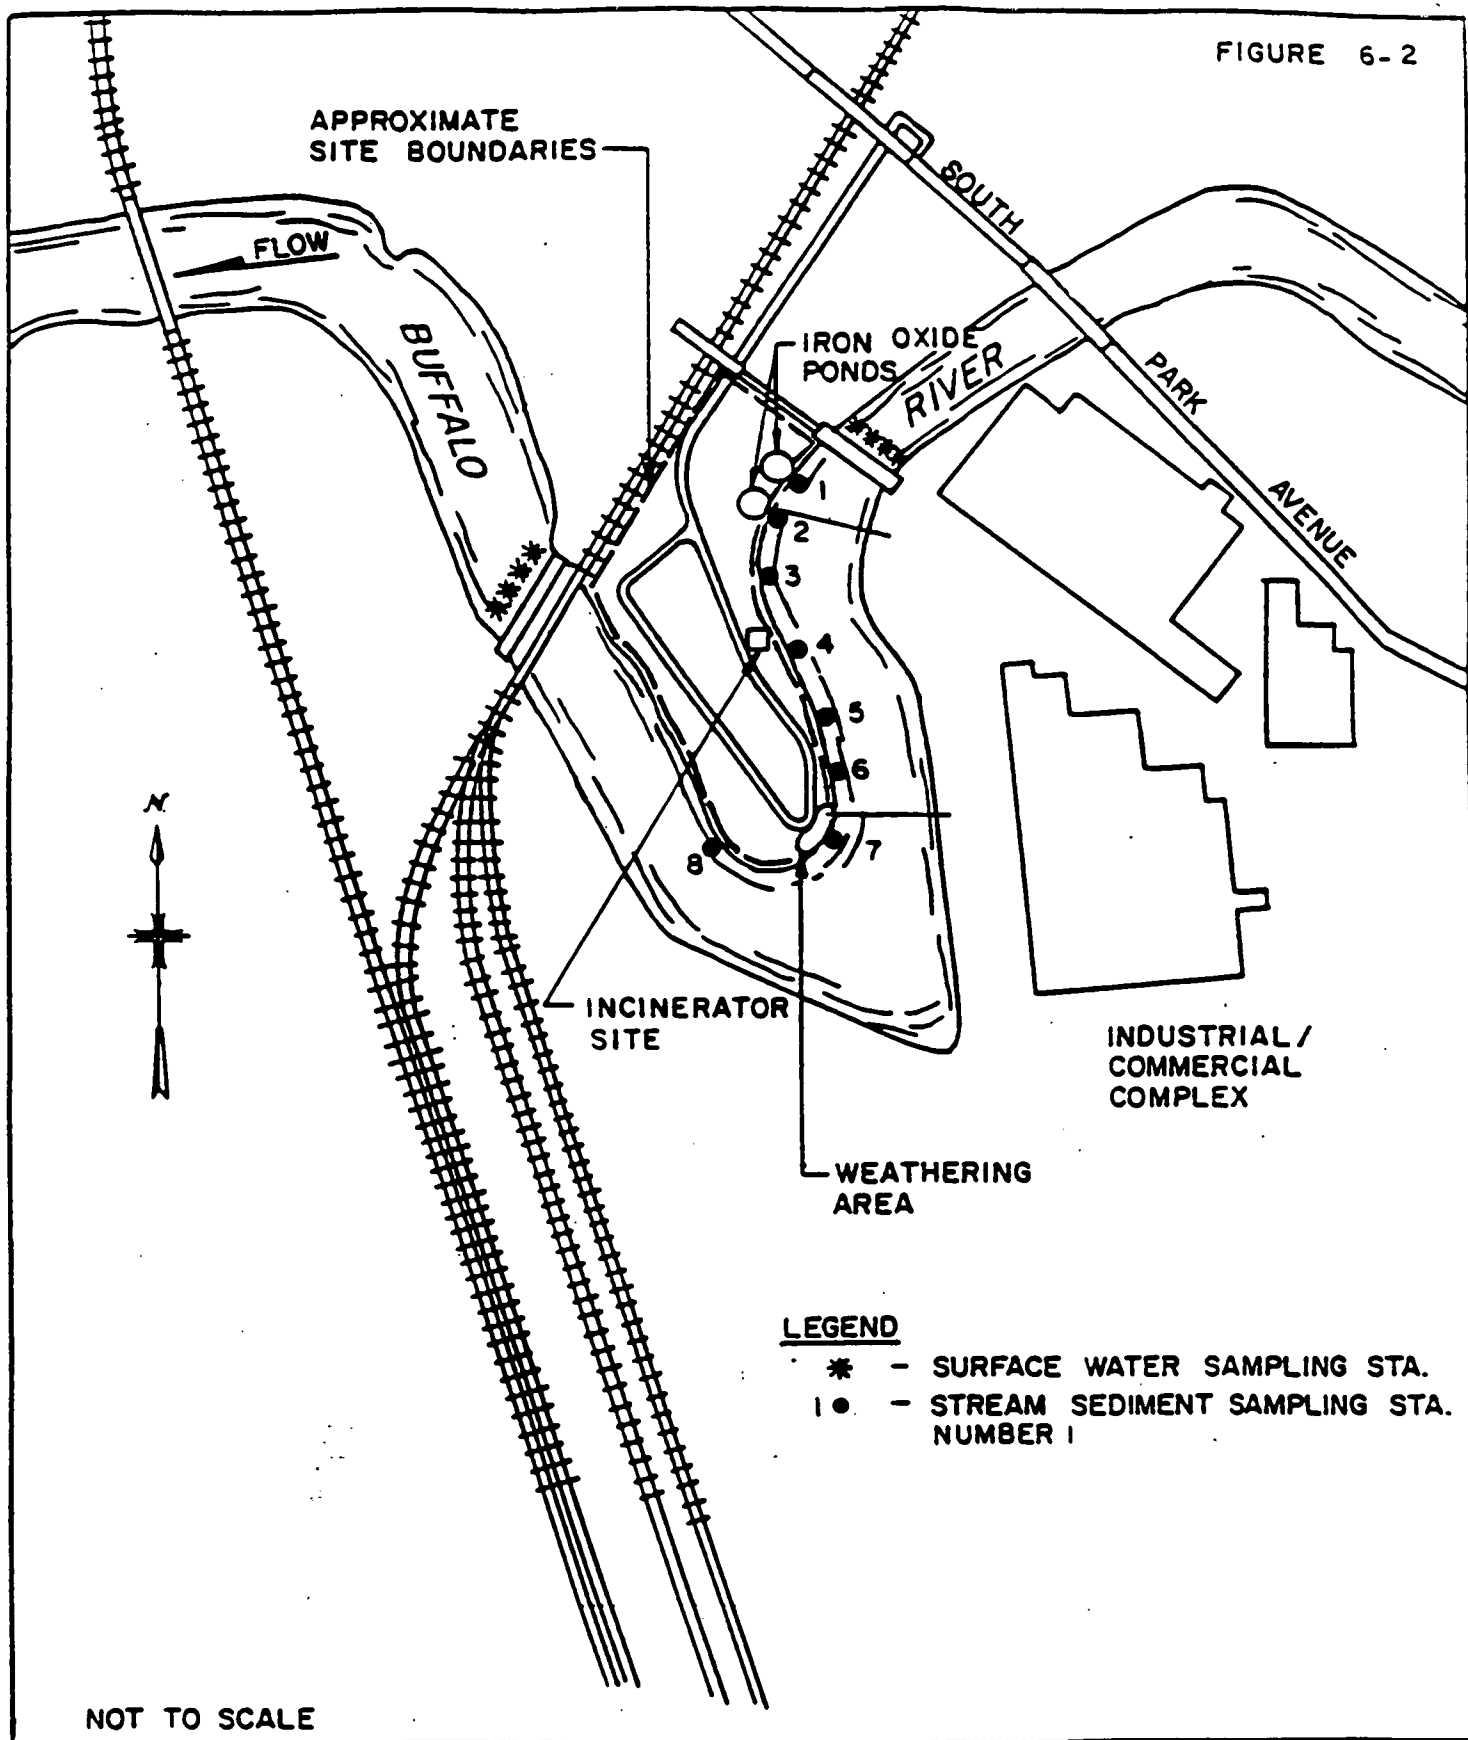 FIGURE 6-2
APPROXIMATE
SITE BOUNDARIES
SOUTH
PARK
AVENUE
FLOW
BUFFALO
RIVER
IRON OXIDE
PONDS
1
2
3
4
5
6
7
8
N
INCINERATOR
SITE
INDUSTRIAL/
COMMERCIAL
COMPLEX
WEATHERING
AREA
LEGEND
* - SURFACE WATER SAMPLING STA.
1 ● - STREAM SEDIMENT SAMPLING STA.
NUMBER 1
NOT TO SCALE